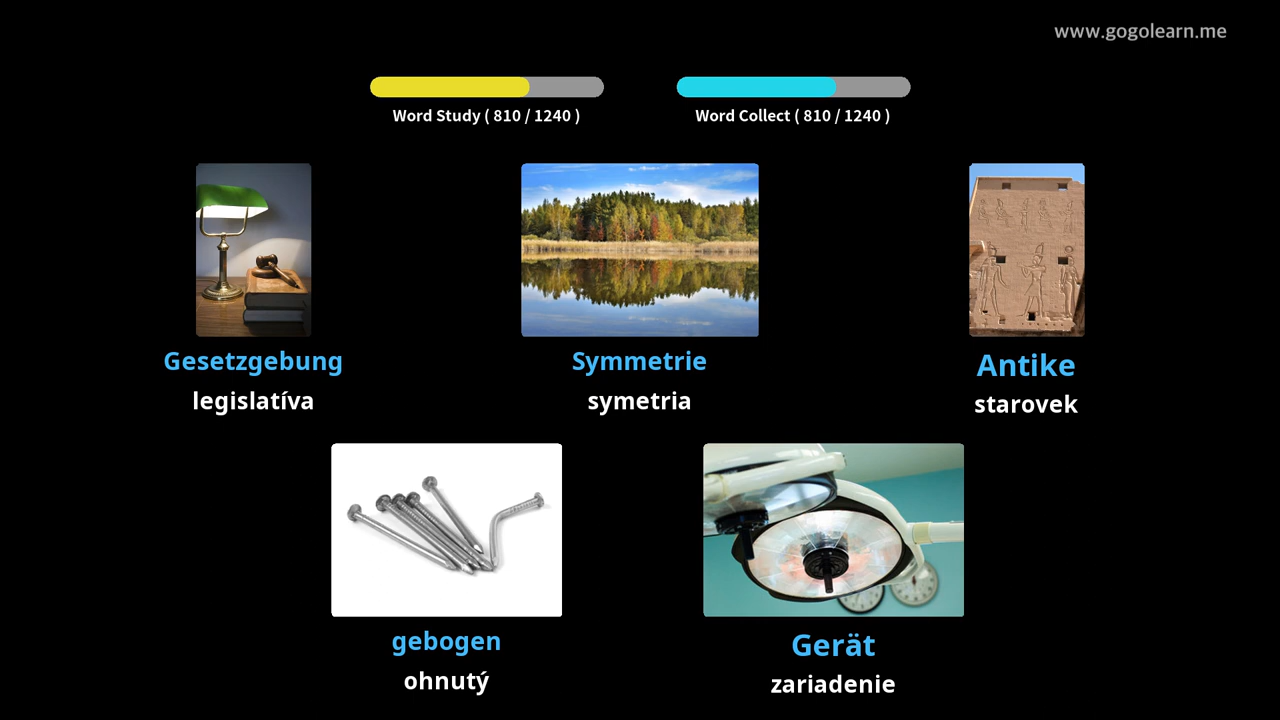 www.gogolearn.me
Word Study ( 810 / 1240 )
Word Collect ( 810 / 1240 )
Gesetzgebung
legislatíva
Symmetrie
symetria
Antike
starovek
gebogen
ohnutý
Gerät
zariadenie